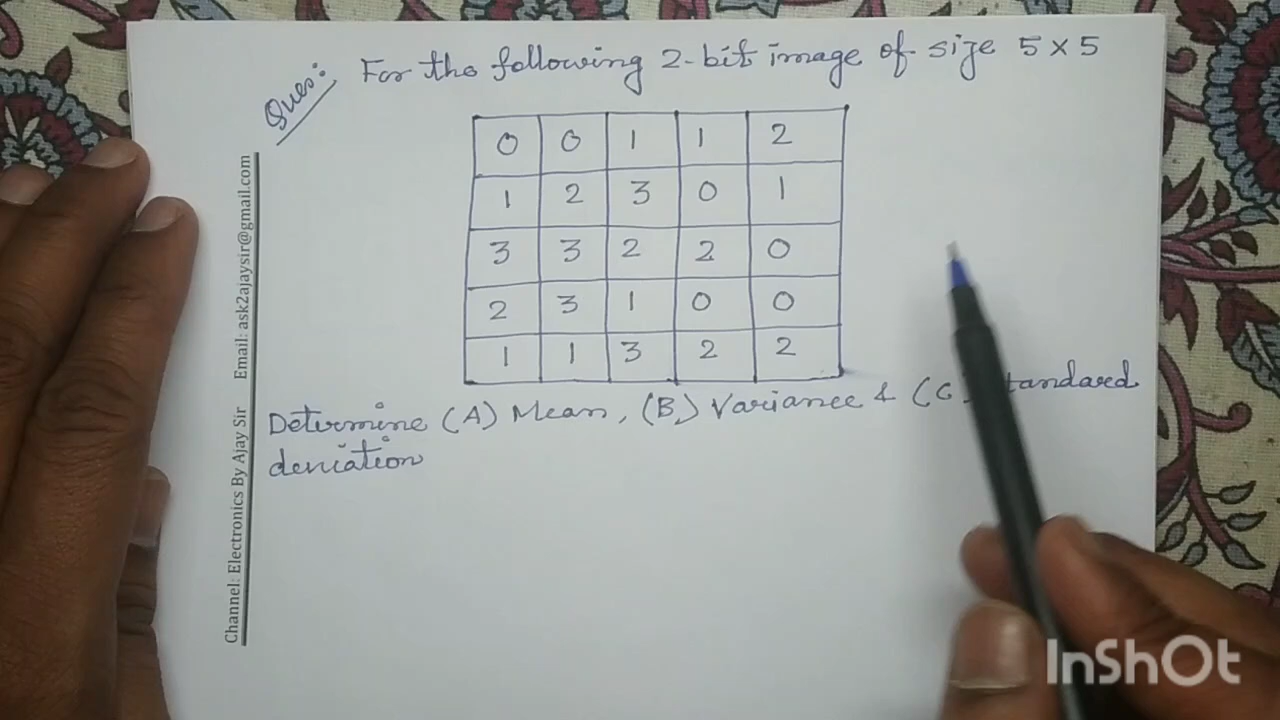 Ques:
For the following 2-bit image of size 5 × 5
0 0 1 1 2
1 2 3 0 1
3 3 2 2 0
2 3 1 0 0
1 1 3 2 2
Determine (A) Mean, (B) Variance & (C) Standard
deviation
Channel: Electronics By Ajay Sir Email: ask2ajaysir@gmail.com
InShOt